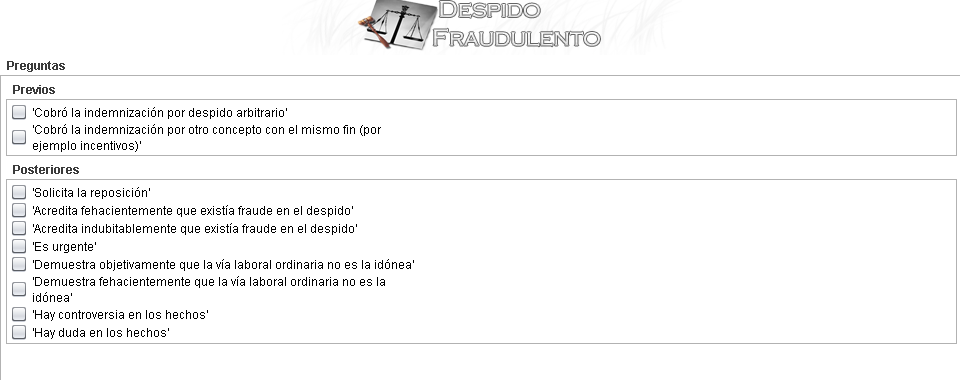 DESPIDO
FRAUDULENTO
Preguntas
Previos
'Cobró la indemnización por despido arbitrario'
'Cobró la indemnización por otro concepto con el mismo fin (por
ejemplo incentivos)'
Posteriores
'Solicita la reposición'
'Acredita fehacientemente que existía fraude en el despido'
'Acredita indubitablemente que existía fraude en el despido'
'Es urgente'
'Demuestra objetivamente que la vía laboral ordinaria no es la idónea'
'Demuestra fehacientemente que la vía laboral ordinaria no es la
idónea'
'Hay controversia en los hechos'
'Hay duda en los hechos'